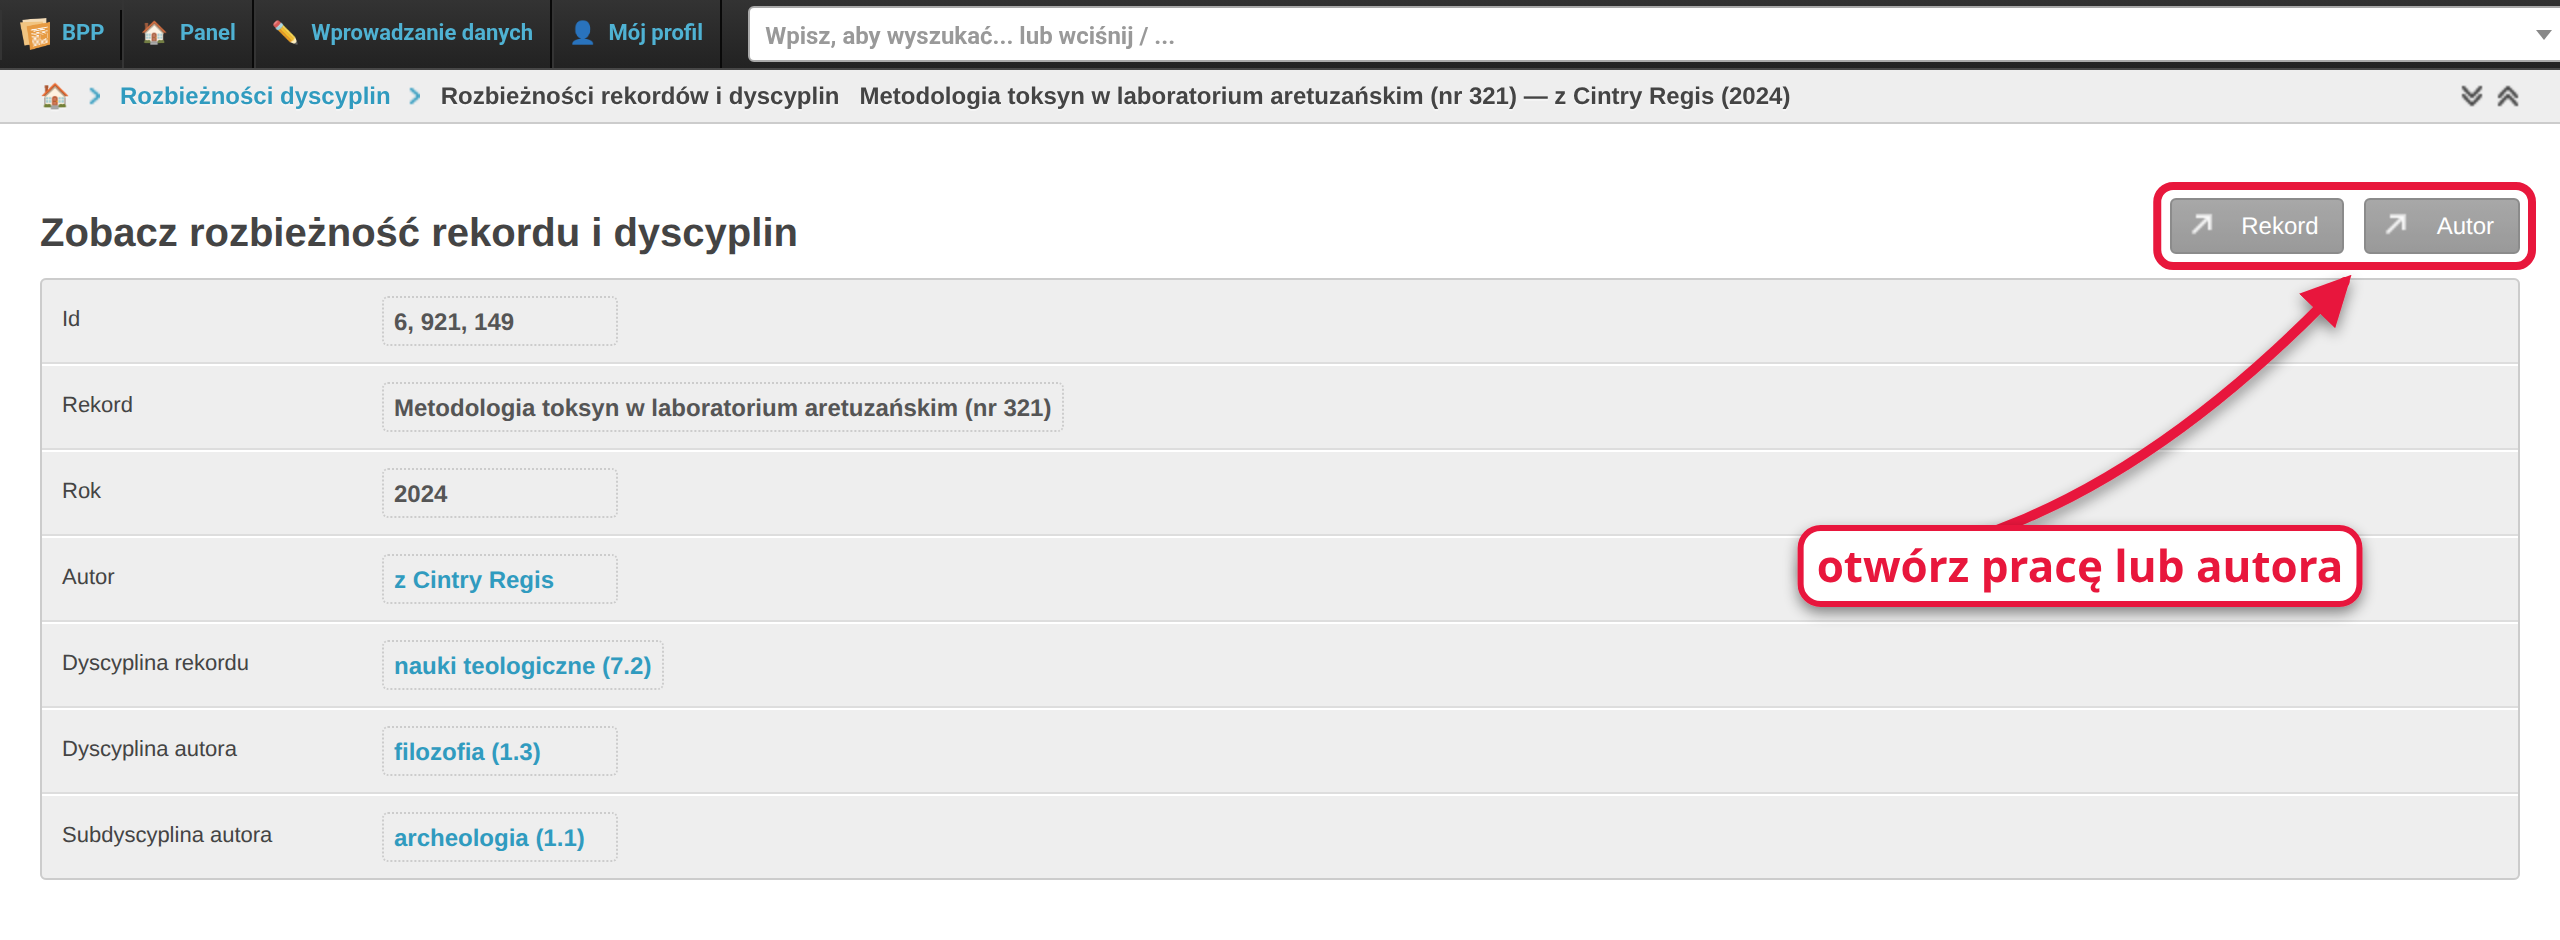 BPP Panel Wprowadzanie danych Mój profil Wpisz, aby wyszukać... lub wciśnij / ...
Rozbieżności dyscyplin Rozbieżności rekordów i dyscyplin Metodologia toksyn w laboratorium aretuzańskim (nr 321) — z Cintry Regis (2024)
Zobacz rozbieżność rekordu i dyscyplin
Rekord Autor
Id 6, 921, 149
Rekord Metodologia toksyn w laboratorium aretuzańskim (nr 321)
Rok 2024
otwórz pracę lub autora
Autor z Cintry Regis
Dyscyplina rekordu nauki teologiczne (7.2)
Dyscyplina autora filozofia (1.3)
Subdyscyplina autora archeologia (1.1)